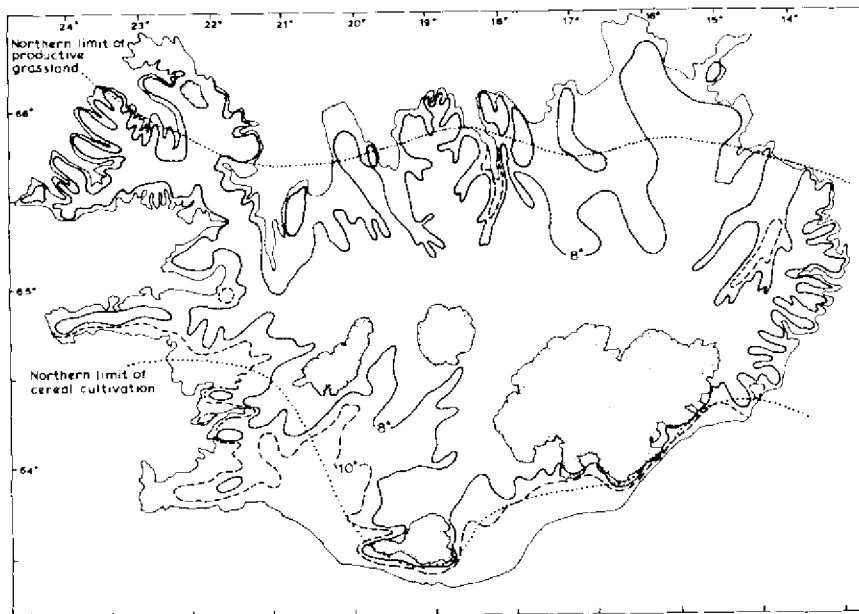 24° 23° 22° 21° 20° 19° 18° 17° 16° 15° 14°
Northern limit of
productive
grassland
66°
8°
65°
Northern limit of
cereal cultivation
8°
10°
64°